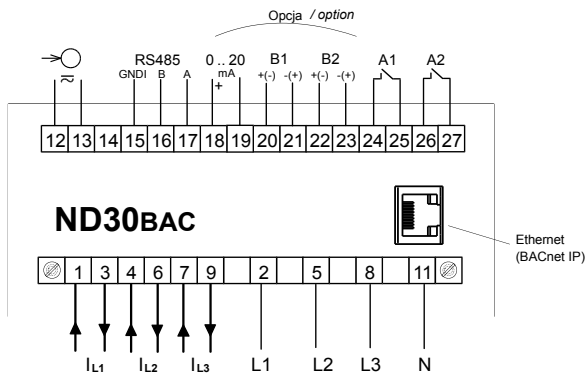 Opcja / option
RS485 0 .. 20 B1 B2 A1 A2
GNDI B A mA +(-) -(+) +(-) -(+)
+
12 13 14 15 16 17 18 19 20 21 22 23 24 25 26 27
ND30BAC
Ethernet
(BACnet IP)
1 3 4 6 7 9 2 5 8 11
IL1 IL2 IL3 L1 L2 L3 N